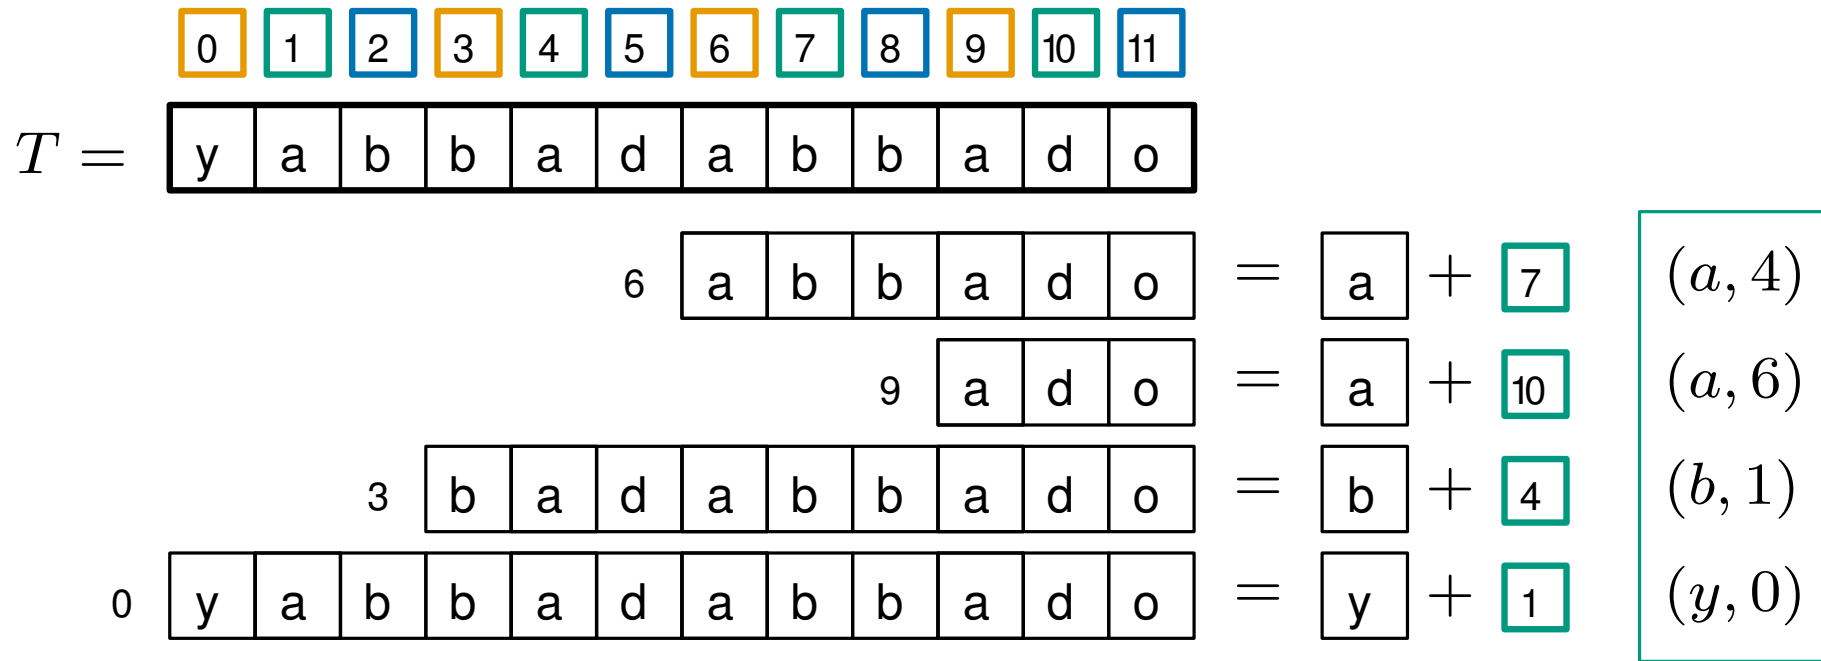 0 1 2 3 4 5 6 7 8 9 10 11
T = y a b b a d a b b a d o
6 a b b a d o = a + 7 (a, 4)
9 a d o = a + 10 (a, 6)
3 b a d a b b a d o = b + 4 (b, 1)
0 y a b b a d a b b a d o = y + 1 (y, 0)